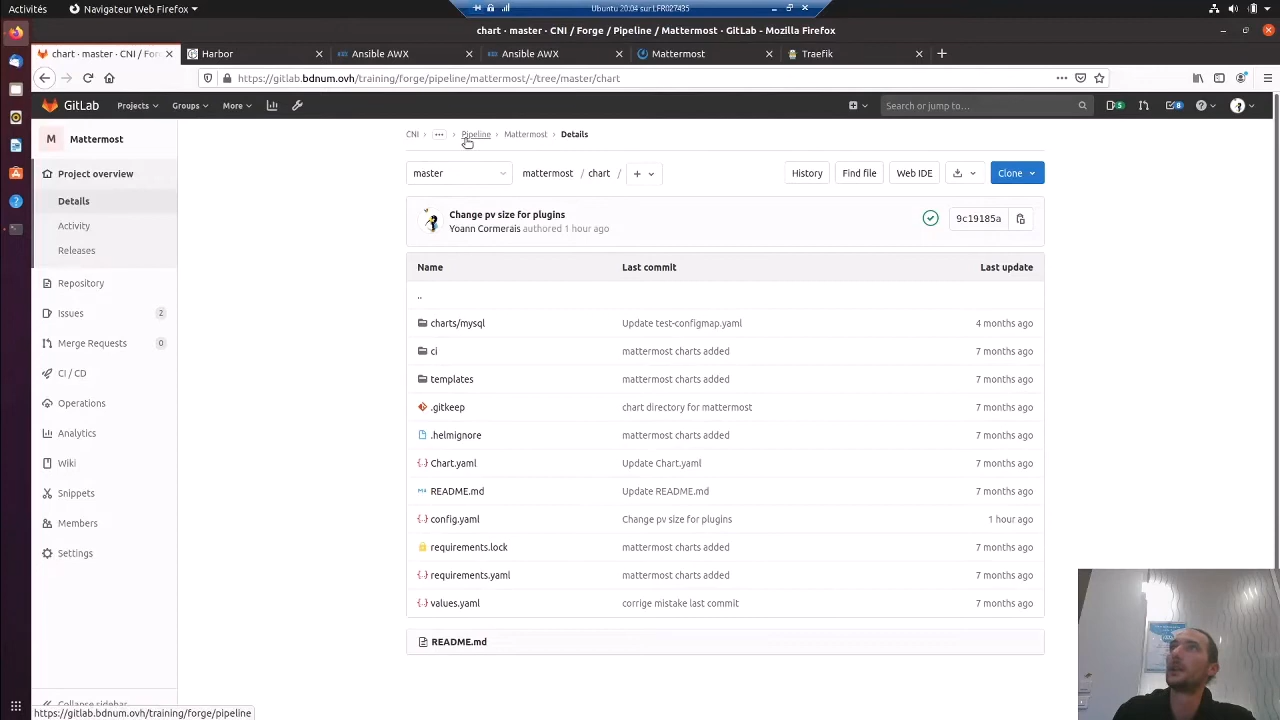 Activités
Navigateur Web Firefox
Ubuntu 20:04 sur LFR027435
chart · master · CNI / Forge / Pipeline / Mattermost · GitLab - Mozilla Firefox
chart · master · CNI / For
Harbor
Ansible AWX
Ansible AWX
Mattermost
Traefik
https://gitlab.bdnum.ovh/training/forge/pipeline/mattermost/-/tree/master/chart
GitLab
Projects
Groups
More
Search or jump to…
5
8
M
Mattermost
Project overview
Details
Activity
Releases
Repository
Issues
2
Merge Requests
0
CI / CD
Operations
Analytics
Wiki
Snippets
Members
Settings
Collapse sidebar
CNI › ··· › Pipeline › Mattermost › Details
master
mattermost / chart / +
History
Find file
Web IDE
Clone
Change pv size for plugins
Yoann Cormerais authored 1 hour ago
9c19185a
Name Last commit Last update
..
charts/mysql Update test-configmap.yaml 4 months ago
ci mattermost charts added 7 months ago
templates mattermost charts added 7 months ago
.gitkeep chart directory for mattermost 7 months ago
.helmignore mattermost charts added 7 months ago
Chart.yaml Update Chart.yaml 7 months ago
README.md Update README.md 7 months ago
config.yaml Change pv size for plugins 1 hour ago
requirements.lock mattermost charts added 7 months ago
requirements.yaml mattermost charts added 7 months ago
values.yaml corrige mistake last commit 7 months ago
README.md
https://gitlab.bdnum.ovh/training/forge/pipeline